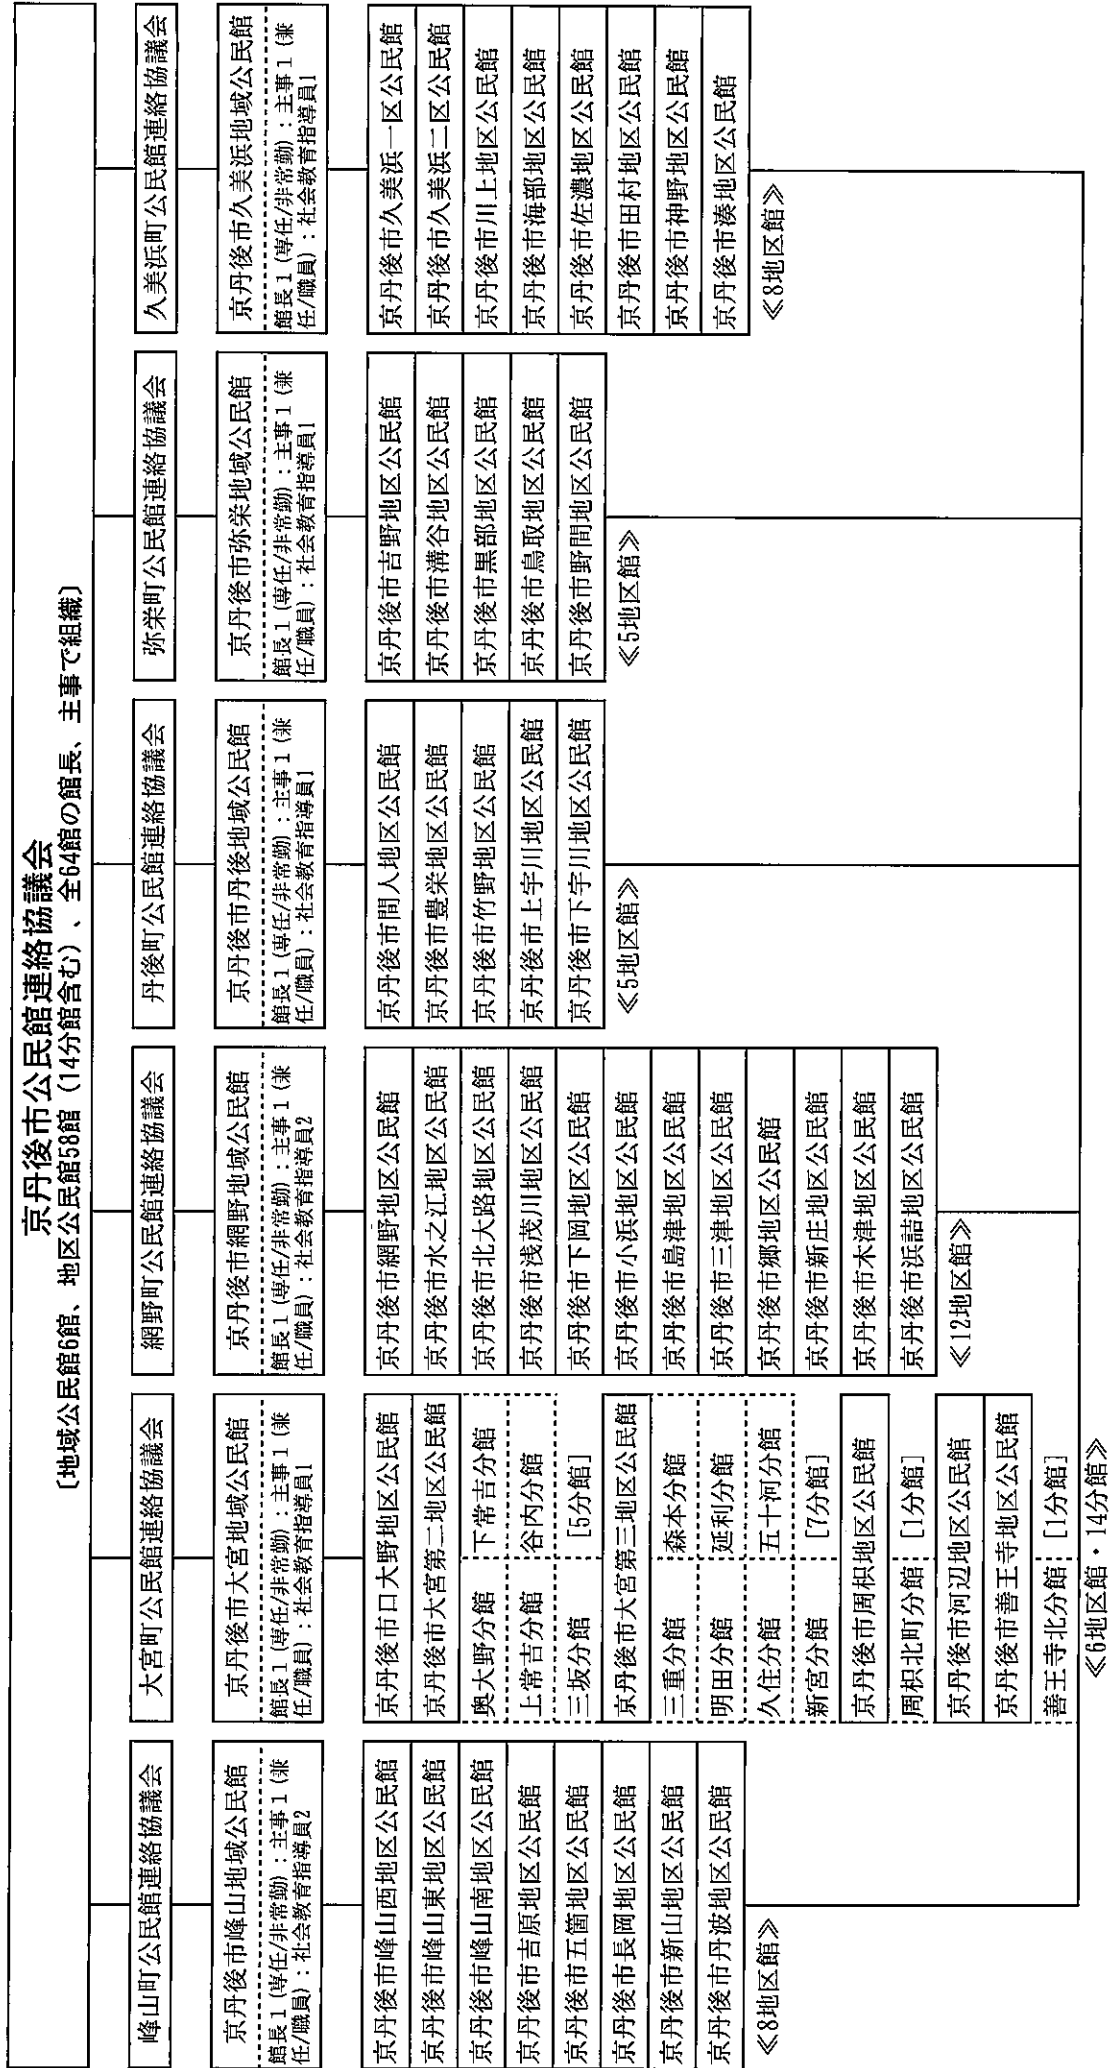 京丹後市公民館連絡協議会
〔地域公民館6館、地区公民館58館（14分館含む）、全64館の館長、主事で組織〕
峰山町公民館連絡協議会
京丹後市峰山地域公民館
館長1（専任/非常勤）：主事1（兼
任/職員）：社会教育指導員2
京丹後市峰山西地区公民館
京丹後市峰山東地区公民館
京丹後市峰山南地区公民館
京丹後市吉原地区公民館
京丹後市五箇地区公民館
京丹後市長岡地区公民館
京丹後市新山地区公民館
京丹後市丹波地区公民館
≪8地区館≫
大宮町公民館連絡協議会
京丹後市大宮地域公民館
館長1（専任/非常勤）：主事1（兼
任/職員）：社会教育指導員1
京丹後市口大野地区公民館
京丹後市大宮第二地区公民館
奥大野分館 下常吉分館
上常吉分館 谷内分館
三坂分館 [5分館]
京丹後市大宮第三地区公民館
三重分館 森本分館
明田分館 延利分館
久住分館 五十河分館
新宮分館 [7分館]
京丹後市周枳地区公民館
周枳北町分館 [1分館]
京丹後市河辺地区公民館
京丹後市善王寺地区公民館
善王寺北分館 [1分館]
≪6地区館・14分館≫
網野町公民館連絡協議会
京丹後市網野地域公民館
館長1（専任/非常勤）：主事1（兼
任/職員）：社会教育指導員2
京丹後市網野地区公民館
京丹後市水之江地区公民館
京丹後市北大路地区公民館
京丹後市浅茂川地区公民館
京丹後市下岡地区公民館
京丹後市小浜地区公民館
京丹後市島津地区公民館
京丹後市三津地区公民館
京丹後市郷地区公民館
京丹後市新庄地区公民館
京丹後市木津地区公民館
京丹後市浜詰地区公民館
≪12地区館≫
丹後町公民館連絡協議会
京丹後市丹後地域公民館
館長1（専任/非常勤）：主事1（兼
任/職員）：社会教育指導員1
京丹後市間人地区公民館
京丹後市豊栄地区公民館
京丹後市竹野地区公民館
京丹後市上宇川地区公民館
京丹後市下宇川地区公民館
≪5地区館≫
弥栄町公民館連絡協議会
京丹後市弥栄地域公民館
館長1（専任/非常勤）：主事1（兼
任/職員）：社会教育指導員1
京丹後市吉野地区公民館
京丹後市溝谷地区公民館
京丹後市黒部地区公民館
京丹後市鳥取地区公民館
京丹後市野間地区公民館
≪5地区館≫
久美浜町公民館連絡協議会
京丹後市久美浜地域公民館
館長1（専任/非常勤）：主事1（兼
任/職員）：社会教育指導員1
京丹後市久美浜一区公民館
京丹後市久美浜二区公民館
京丹後市川上地区公民館
京丹後市海部地区公民館
京丹後市佐濃地区公民館
京丹後市田村地区公民館
京丹後市神野地区公民館
京丹後市湊地区公民館
≪8地区館≫